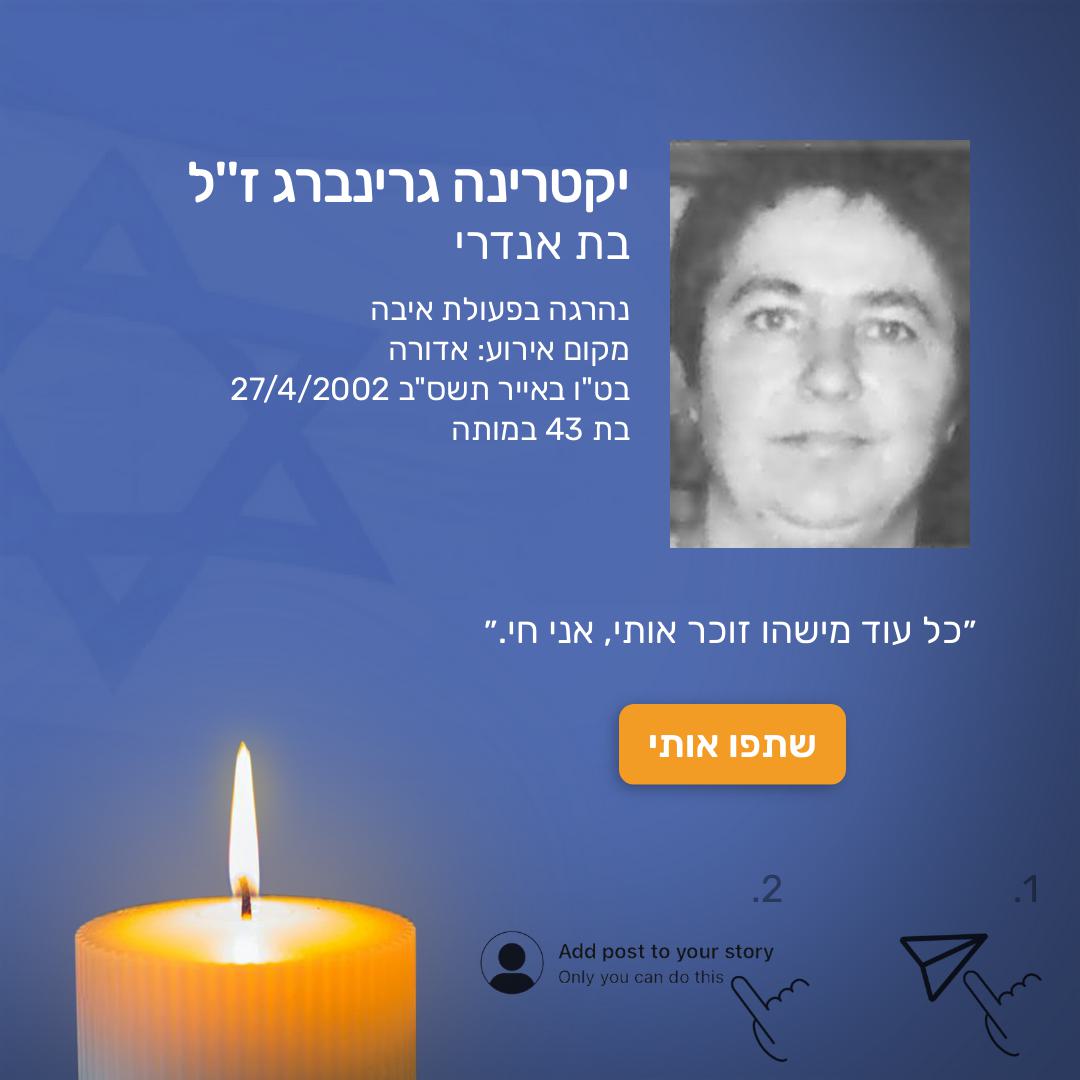 יקטרינה גרינברג ז"ל
בת אנדרי
נהרגה בפעולת איבה
מקום אירוע: אדורה
בט"ו באייר תשס"ב 27/4/2002
בת 43 במותה
״כל עוד מישהו זוכר אותי, אני חי.״
שתפו אותי
1.
2.
Add post to your story
Only you can do this